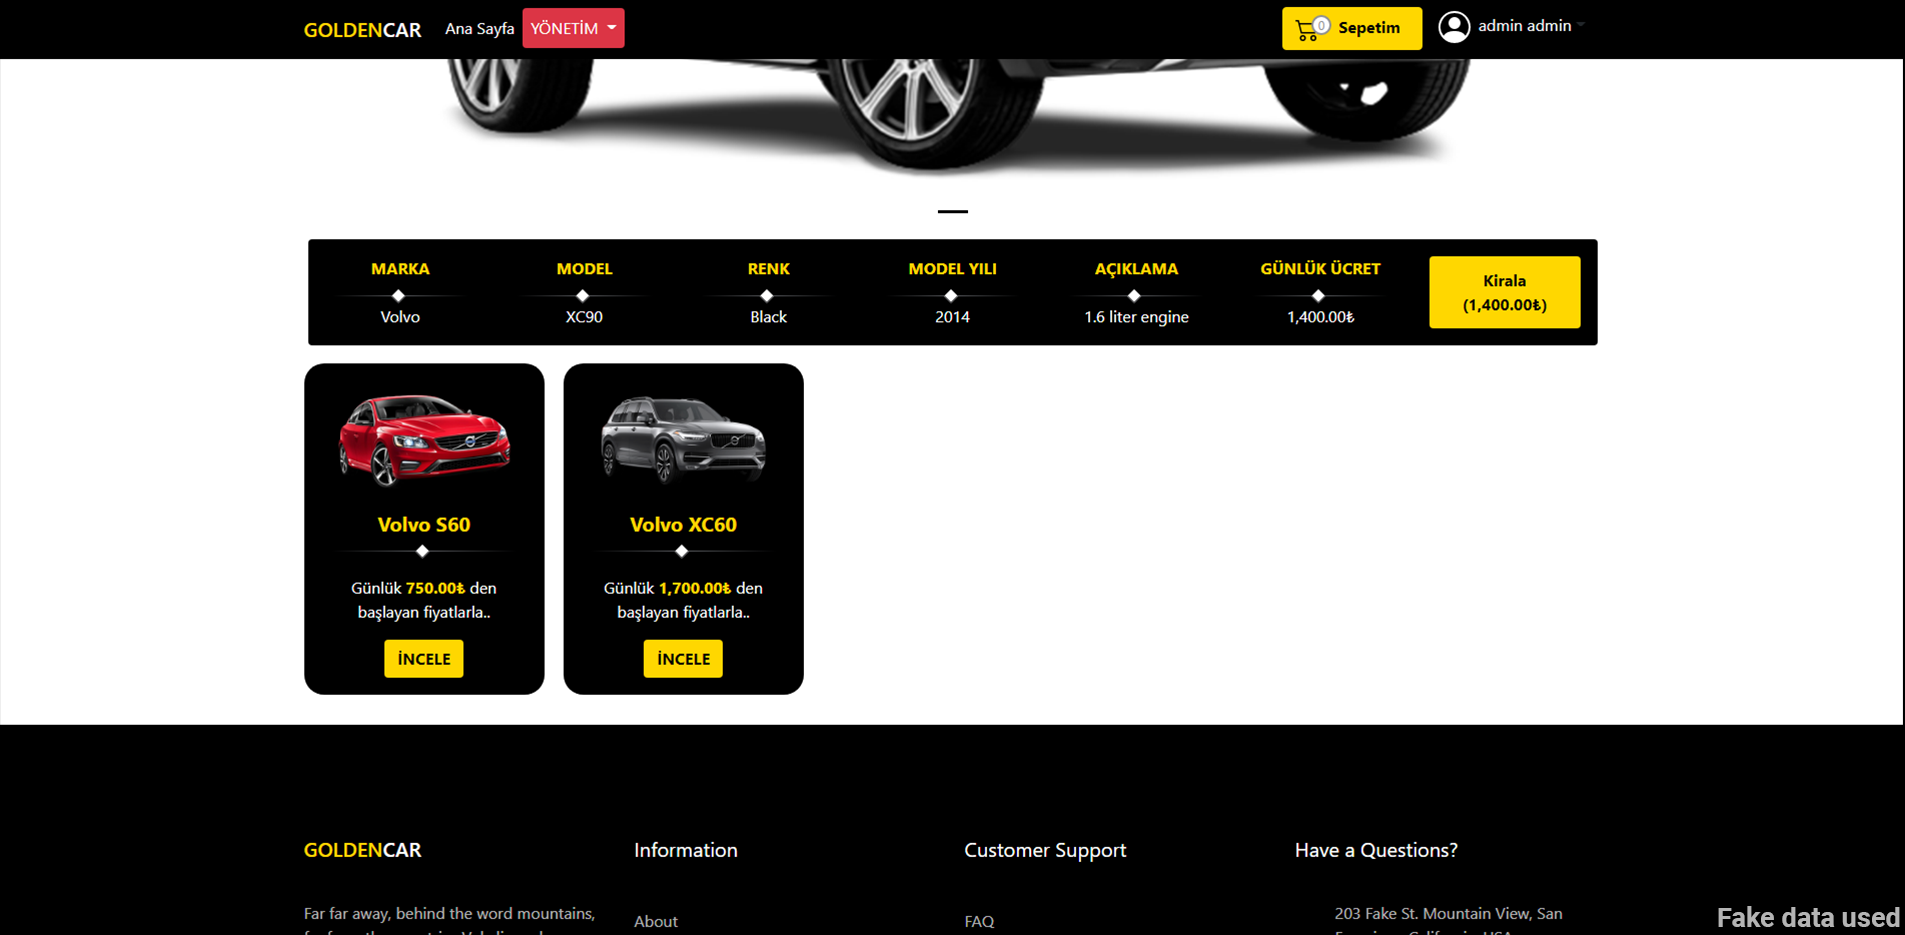 GOLDENCAR Ana Sayfa YÖNETİM 0 Sepetim admin admin
MARKA MODEL RENK MODEL YILI AÇIKLAMA GÜNLÜK ÜCRET Kirala
Volvo XC90 Black 2014 1.6 liter engine 1,400.00₺ (1,400.00₺)
Volvo S60
Günlük 750.00₺ den
başlayan fiyatlarla..
İNCELE
Volvo XC60
Günlük 1,700.00₺ den
başlayan fiyatlarla..
İNCELE
GOLDENCAR Information Customer Support Have a Questions?
Far far away, behind the word mountains,
About
FAQ
203 Fake St. Mountain View, San
Fake data used